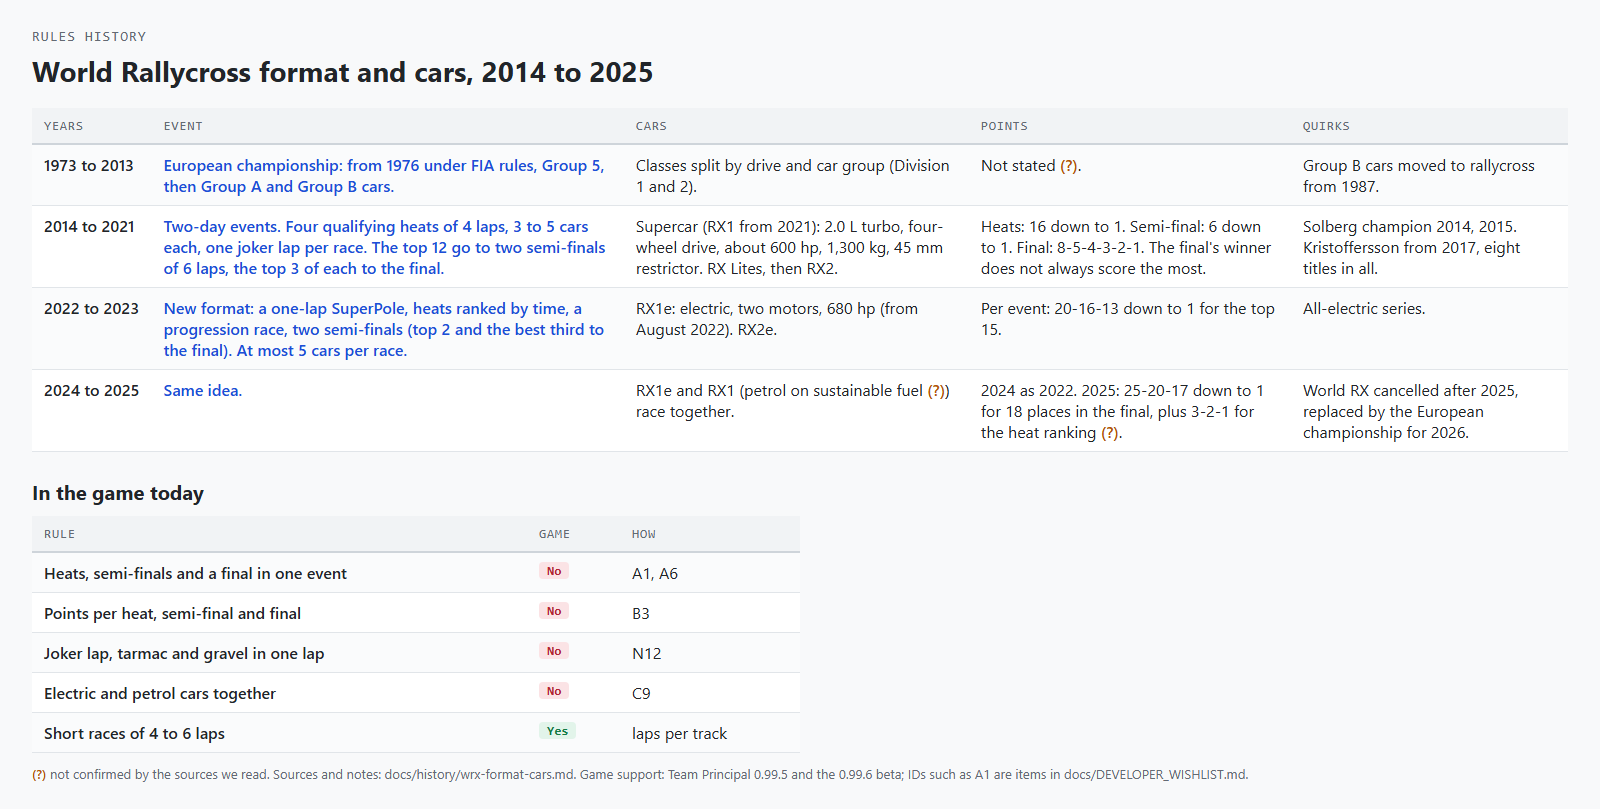 RULES HISTORY
World Rallycross format and cars, 2014 to 2025
YEARS EVENT CARS POINTS QUIRKS
1973 to 2013
European championship: from 1976 under FIA rules, Group 5,
then Group A and Group B cars.
Classes split by drive and car group (Division
1 and 2).
Not stated (?).
Group B cars moved to rallycross
from 1987.
2014 to 2021
Two-day events. Four qualifying heats of 4 laps, 3 to 5 cars
each, one joker lap per race. The top 12 go to two semi-finals
of 6 laps, the top 3 of each to the final.
Supercar (RX1 from 2021): 2.0 L turbo, four-
wheel drive, about 600 hp, 1,300 kg, 45 mm
restrictor. RX Lites, then RX2.
Heats: 16 down to 1. Semi-final: 6 down
to 1. Final: 8-5-4-3-2-1. The final's winner
does not always score the most.
Solberg champion 2014, 2015.
Kristoffersson from 2017, eight
titles in all.
2022 to 2023
New format: a one-lap SuperPole, heats ranked by time, a
progression race, two semi-finals (top 2 and the best third to
the final). At most 5 cars per race.
RX1e: electric, two motors, 680 hp (from
August 2022). RX2e.
Per event: 20-16-13 down to 1 for the top
15.
All-electric series.
2024 to 2025
Same idea.
RX1e and RX1 (petrol on sustainable fuel (?))
race together.
2024 as 2022. 2025: 25-20-17 down to 1
for 18 places in the final, plus 3-2-1 for
the heat ranking (?).
World RX cancelled after 2025,
replaced by the European
championship for 2026.
In the game today
RULE GAME HOW
Heats, semi-finals and a final in one event No A1, A6
Points per heat, semi-final and final No B3
Joker lap, tarmac and gravel in one lap No N12
Electric and petrol cars together No C9
Short races of 4 to 6 laps Yes laps per track
(?) not confirmed by the sources we read. Sources and notes: docs/history/wrx-format-cars.md. Game support: Team Principal 0.99.5 and the 0.99.6 beta; IDs such as A1 are items in docs/DEVELOPER_WISHLIST.md.